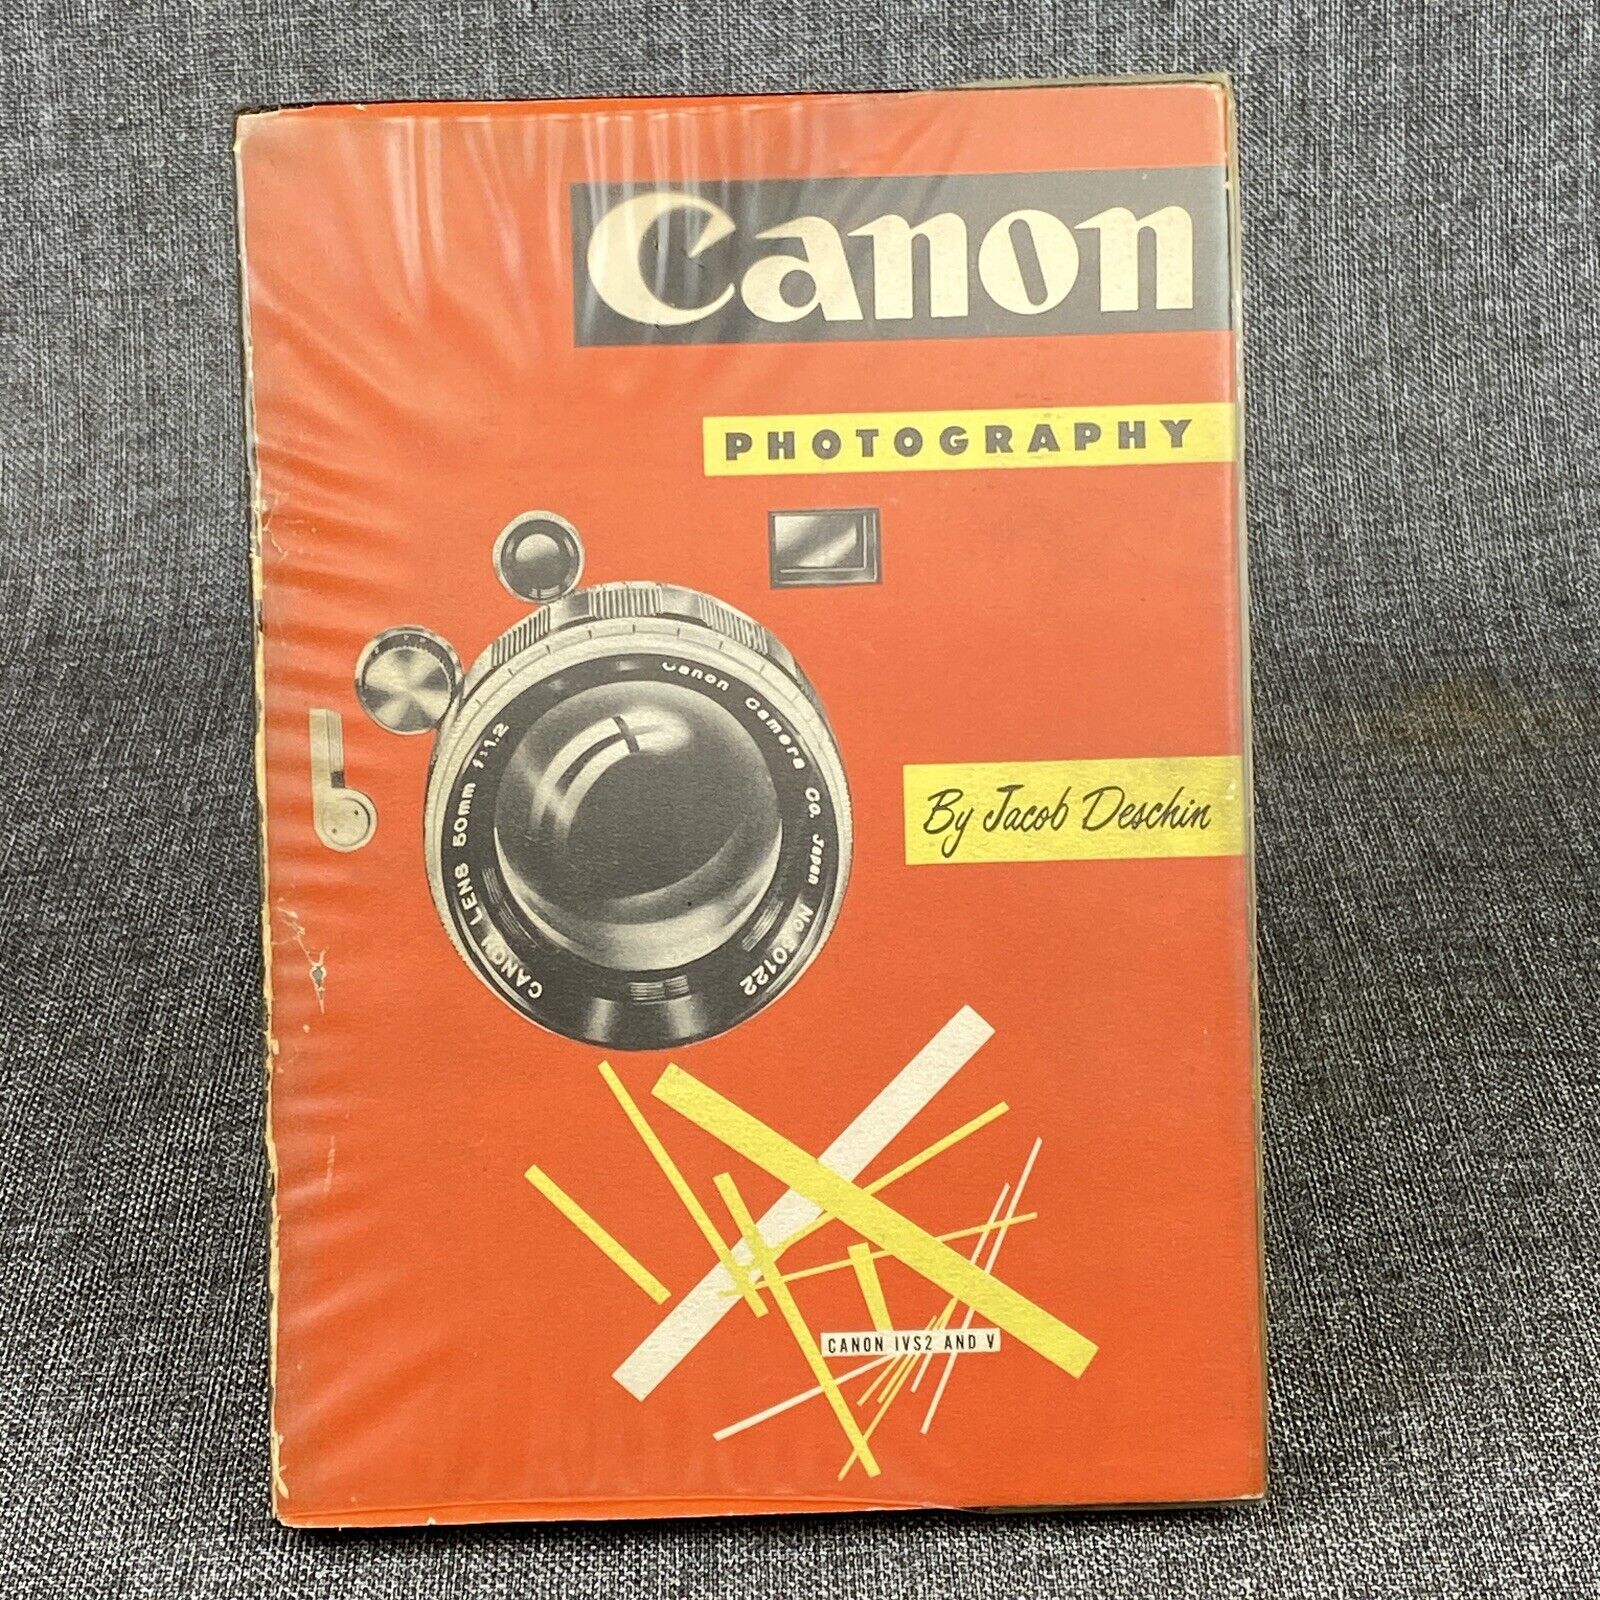 Canon
PHOTOGRAPHY
Canon Camera Co. Japan No. 50122
CANON LENS 50mm f:1.2
By Jacob Deschin
CANON IVS2 AND V